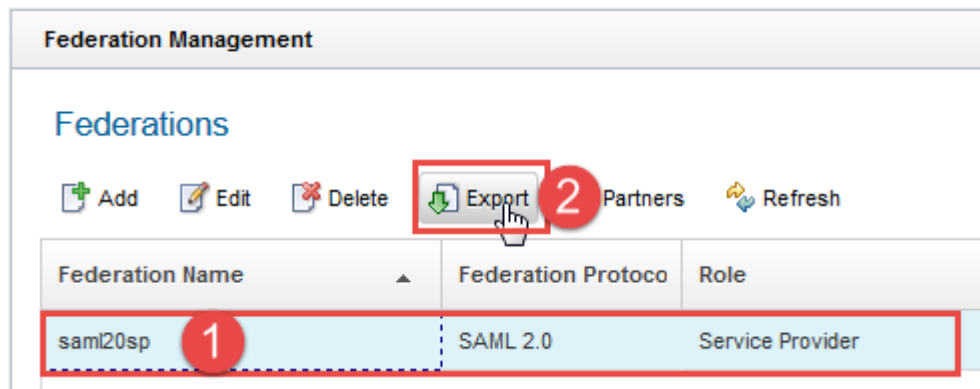 Federation Management
Federations
Add Edit Delete Export 2 Partners Refresh
Federation Name Federation Protoco Role
saml20sp 1 SAML 2.0 Service Provider